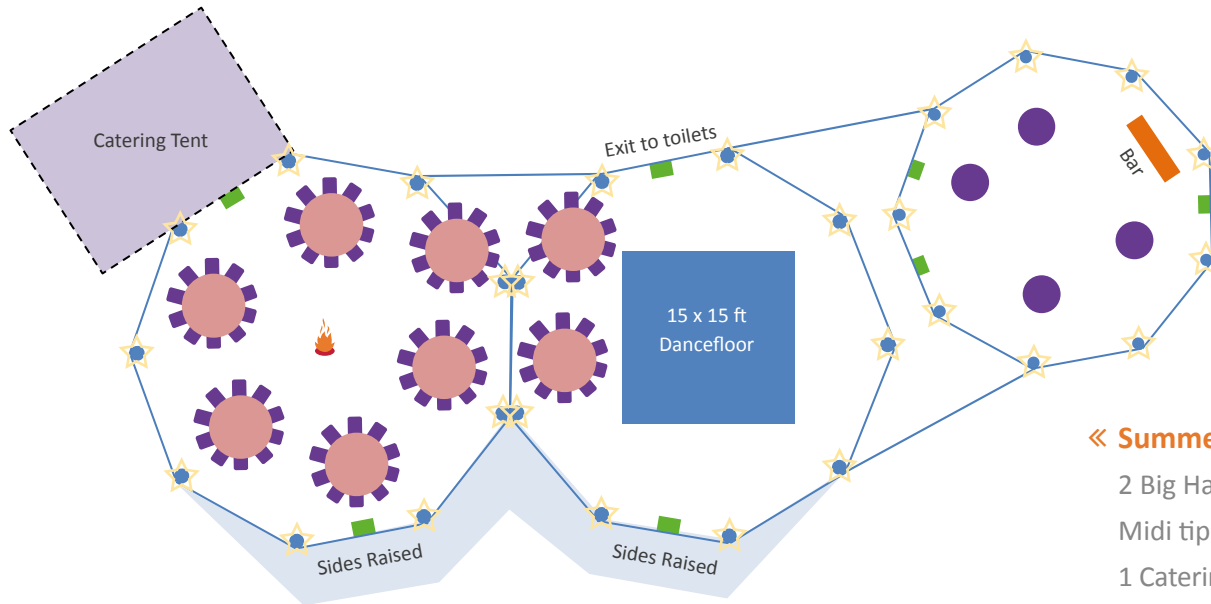 Catering Tent
Exit to toilets
Bar
15 x 15 ft
Dancefloor
Sides Raised
Sides Raised
« Summe
2 Big Ha
Midi tip
1 Caterin